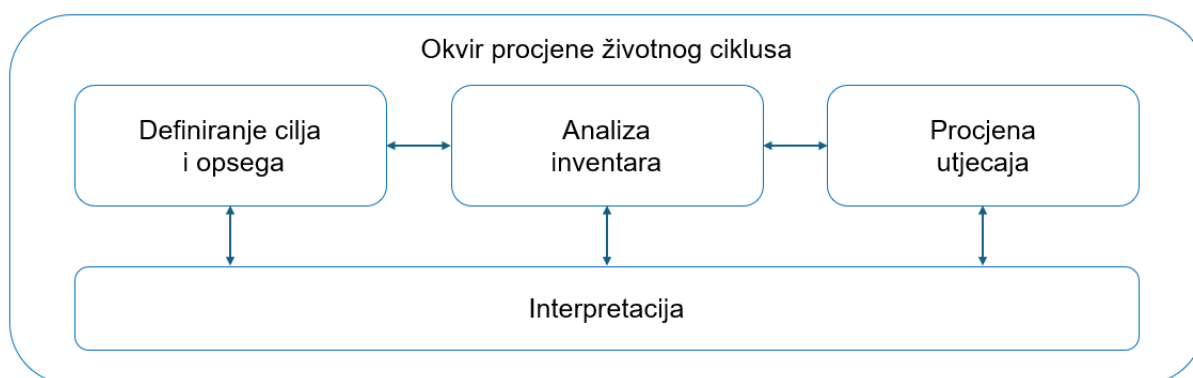 Okvir procjene životnog ciklusa
Definiranje cilja
i opsega
Analiza
inventara
Procjena
utjecaja
Interpretacija